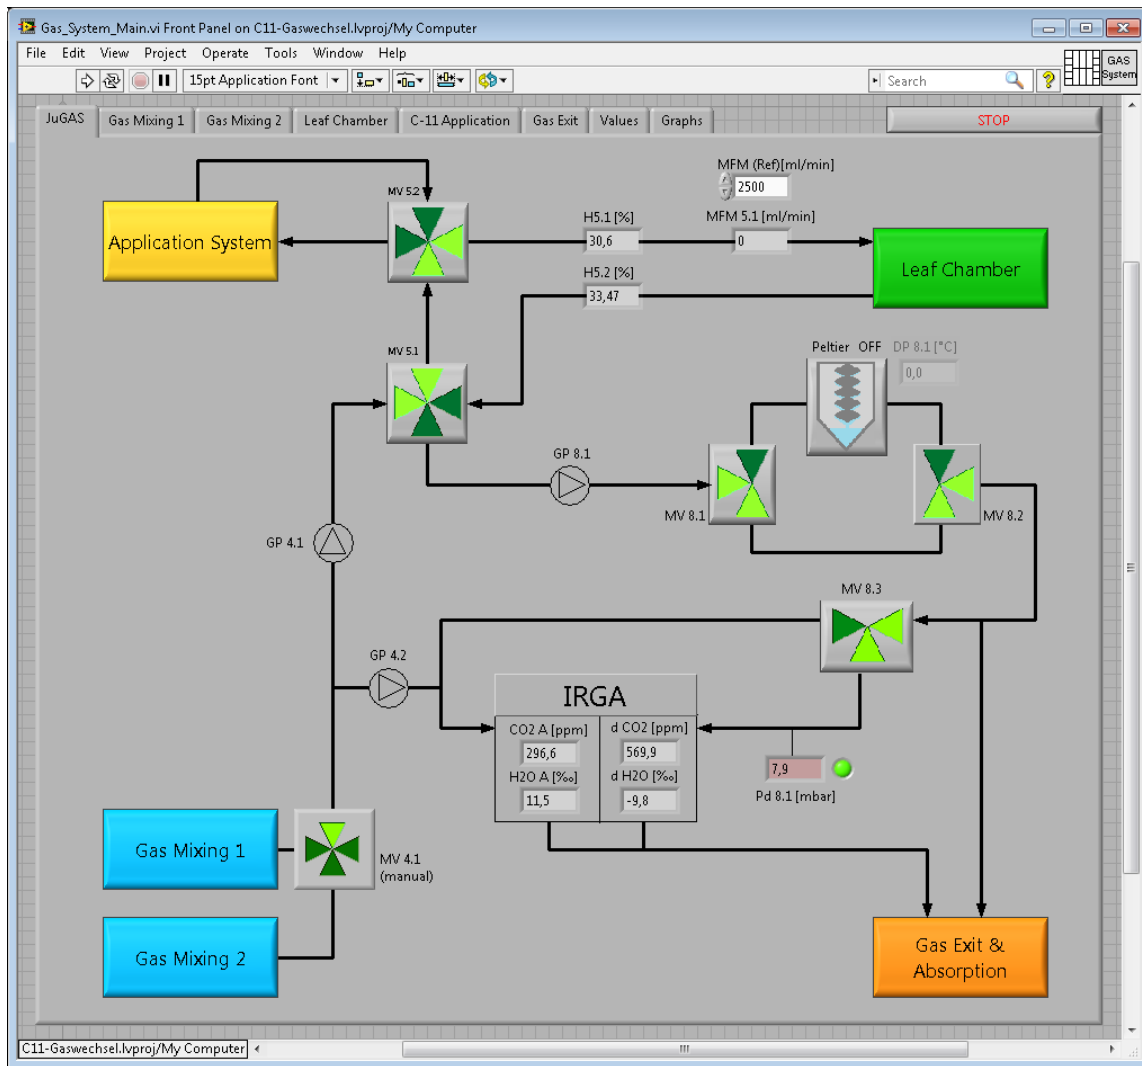 Gas_System_Main.vi Front Panel on C11-Gaswechsel.lvproj/My Computer
File Edit View Project Operate Tools Window Help
15pt Application Font
Search
GAS
System
JuGAS Gas Mixing 1 Gas Mixing 2 Leaf Chamber C-11 Application Gas Exit Values Graphs
STOP
MFM (Ref)[ml/min]
2500
MV 5.2
Application System
H5.1 [%]
30,6
MFM 5.1 [ml/min]
0
H5.2 [%]
33,47
Leaf Chamber
MV 5.1
Peltier OFF
DP 8.1 [°C]
0,0
GP 8.1
MV 8.1
MV 8.2
GP 4.1
MV 8.3
GP 4.2
IRGA
CO2 A [ppm]
296,6
H2O A [‰]
11,5
d CO2 [ppm]
569,9
d H2O [‰]
-9,8
7,9
Pd 8.1 [mbar]
Gas Mixing 1
MV 4.1
(manual)
Gas Mixing 2
Gas Exit &
Absorption
C11-Gaswechsel.lvproj/My Computer